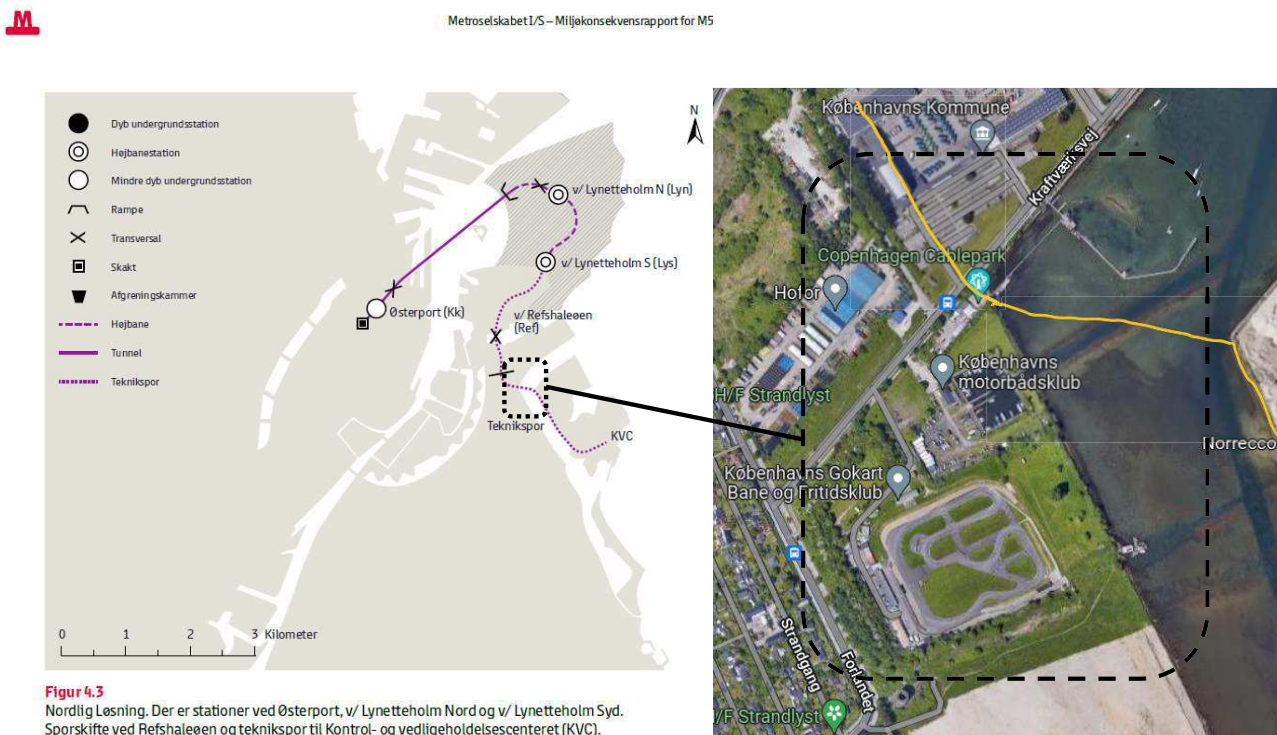 M
Metroselskabet I/S – Miljøkonsekvensrapport for M5
Dyb undergrundsstation
Højbanestation
Mindre dyb undergrundsstation
Rampe
Transversal
Skakt
Afgreningskammer
Højbane
Tunnel
Teknikspor
N
v/ Lynetteholm N (Lyn)
v/ Lynetteholm S (Lys)
Østerport (Kk)
v/ Refshaleøen
(Ref)
Teknikspor
KVC
0 1 2 3 Kilometer
Figur 4.3
Nordlig Løsning. Der er stationer ved Østerport, v/ Lynetteholm Nord og v/ Lynetteholm Syd.
Sporskifte ved Refshaleøen og teknikspor til Kontrol- og vedligeholdelsescenteret (KVC).
Københavns Kommune
Kraftværksvej
Copenhagen Cablepark
Hofor
Københavns
motorbådsklub
H/F Strandlyst
Norrecco
Københavns Gokart
Bane og Fritidsklub
Strandgang
Forlandet
/F Strandlyst